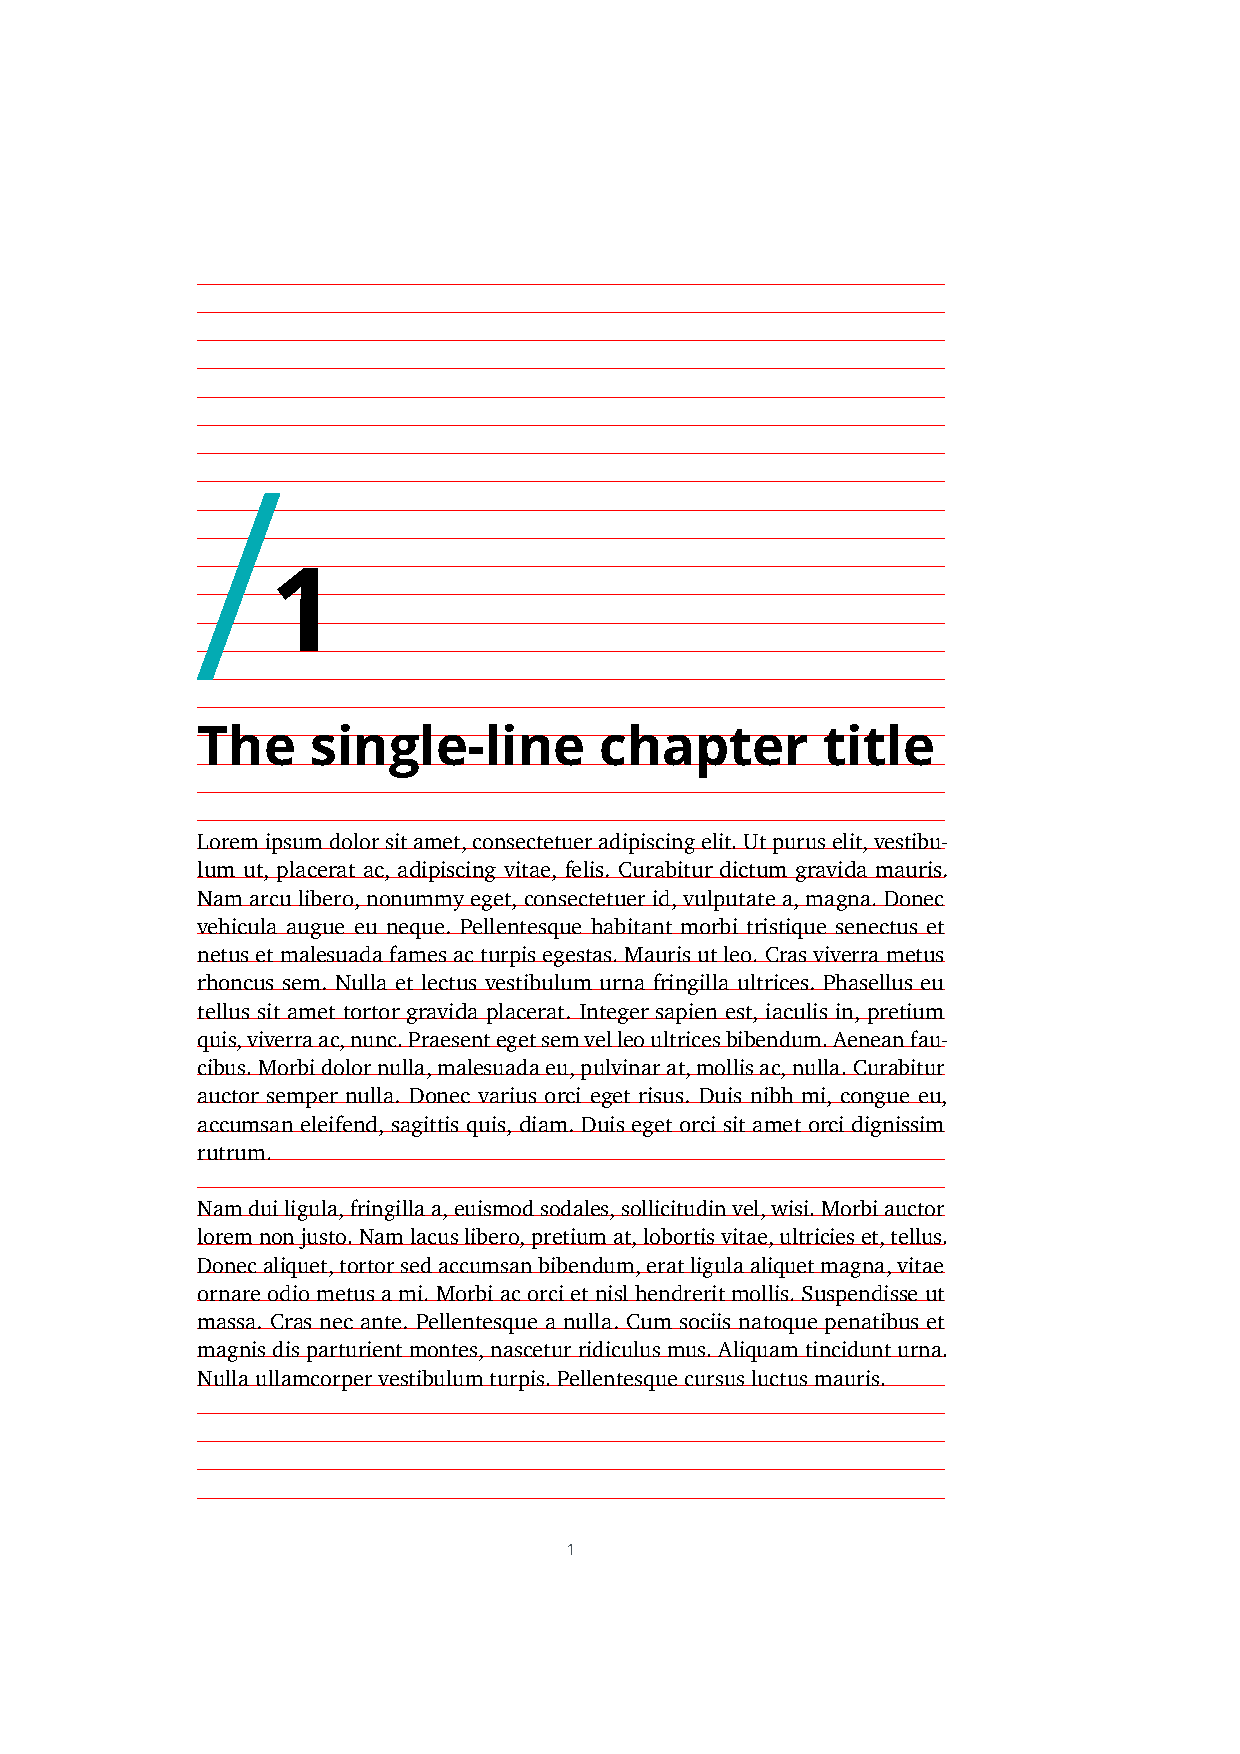 /1
The single-line chapter title
Lorem ipsum dolor sit amet, consectetuer adipiscing elit. Ut purus elit, vestibu-
lum ut, placerat ac, adipiscing vitae, felis. Curabitur dictum gravida mauris.
Nam arcu libero, nonummy eget, consectetuer id, vulputate a, magna. Donec
vehicula augue eu neque. Pellentesque habitant morbi tristique senectus et
netus et malesuada fames ac turpis egestas. Mauris ut leo. Cras viverra metus
rhoncus sem. Nulla et lectus vestibulum urna fringilla ultrices. Phasellus eu
tellus sit amet tortor gravida placerat. Integer sapien est, iaculis in, pretium
quis, viverra ac, nunc. Praesent eget sem vel leo ultrices bibendum. Aenean fau-
cibus. Morbi dolor nulla, malesuada eu, pulvinar at, mollis ac, nulla. Curabitur
auctor semper nulla. Donec varius orci eget risus. Duis nibh mi, congue eu,
accumsan eleifend, sagittis quis, diam. Duis eget orci sit amet orci dignissim
rutrum.
Nam dui ligula, fringilla a, euismod sodales, sollicitudin vel, wisi. Morbi auctor
lorem non justo. Nam lacus libero, pretium at, lobortis vitae, ultricies et, tellus.
Donec aliquet, tortor sed accumsan bibendum, erat ligula aliquet magna, vitae
ornare odio metus a mi. Morbi ac orci et nisl hendrerit mollis. Suspendisse ut
massa. Cras nec ante. Pellentesque a nulla. Cum sociis natoque penatibus et
magnis dis parturient montes, nascetur ridiculus mus. Aliquam tincidunt urna.
Nulla ullamcorper vestibulum turpis. Pellentesque cursus luctus mauris.
1